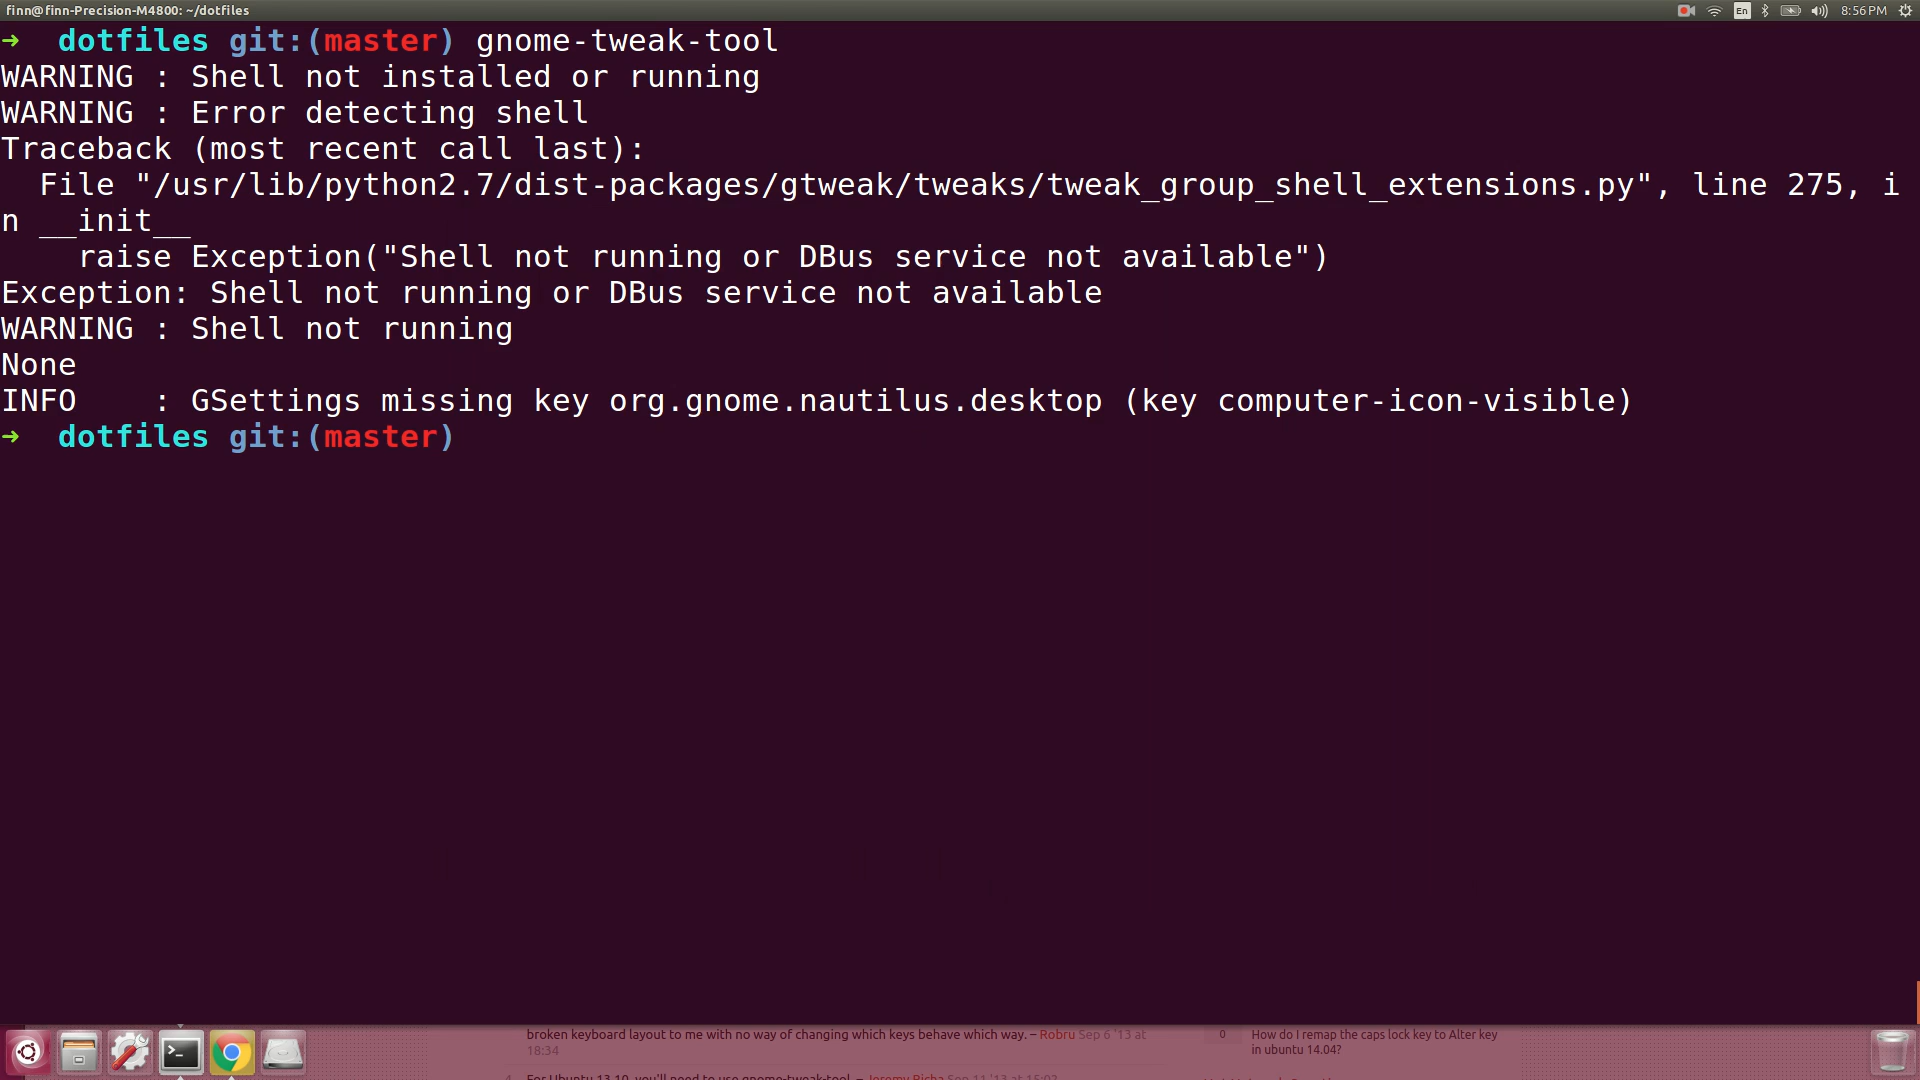 finn@finn-Precision-M4800: ~/dotfiles
En
8:56 PM
➜  dotfiles git:(master) gnome-tweak-tool
WARNING : Shell not installed or running
WARNING : Error detecting shell
Traceback (most recent call last):
  File "/usr/lib/python2.7/dist-packages/gtweak/tweaks/tweak_group_shell_extensions.py", line 275, i
n __init__
    raise Exception("Shell not running or DBus service not available")
Exception: Shell not running or DBus service not available
WARNING : Shell not running
None
INFO    : GSettings missing key org.gnome.nautilus.desktop (key computer-icon-visible)
➜  dotfiles git:(master)
broken keyboard layout to me with no way of changing which keys behave which way. – Robru Sep 6 '13 at
18:34
0
How do I remap the caps lock key to Alter key
in ubuntu 14.04?
4 For Ubuntu 13.10, you'll need to use gnome-tweak-tool. – Jeremy Bicha Sep 11 '13 at 15:02